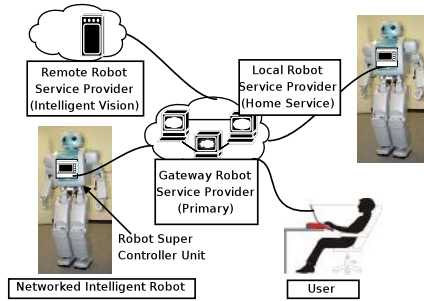 Remote Robot
Service Provider
(Intelligent Vision)
Local Robot
Service Provider
(Home Service)
Gateway Robot
Service Provider
(Primary)
Robot Super
Controller Unit
Networked Intelligent Robot
User